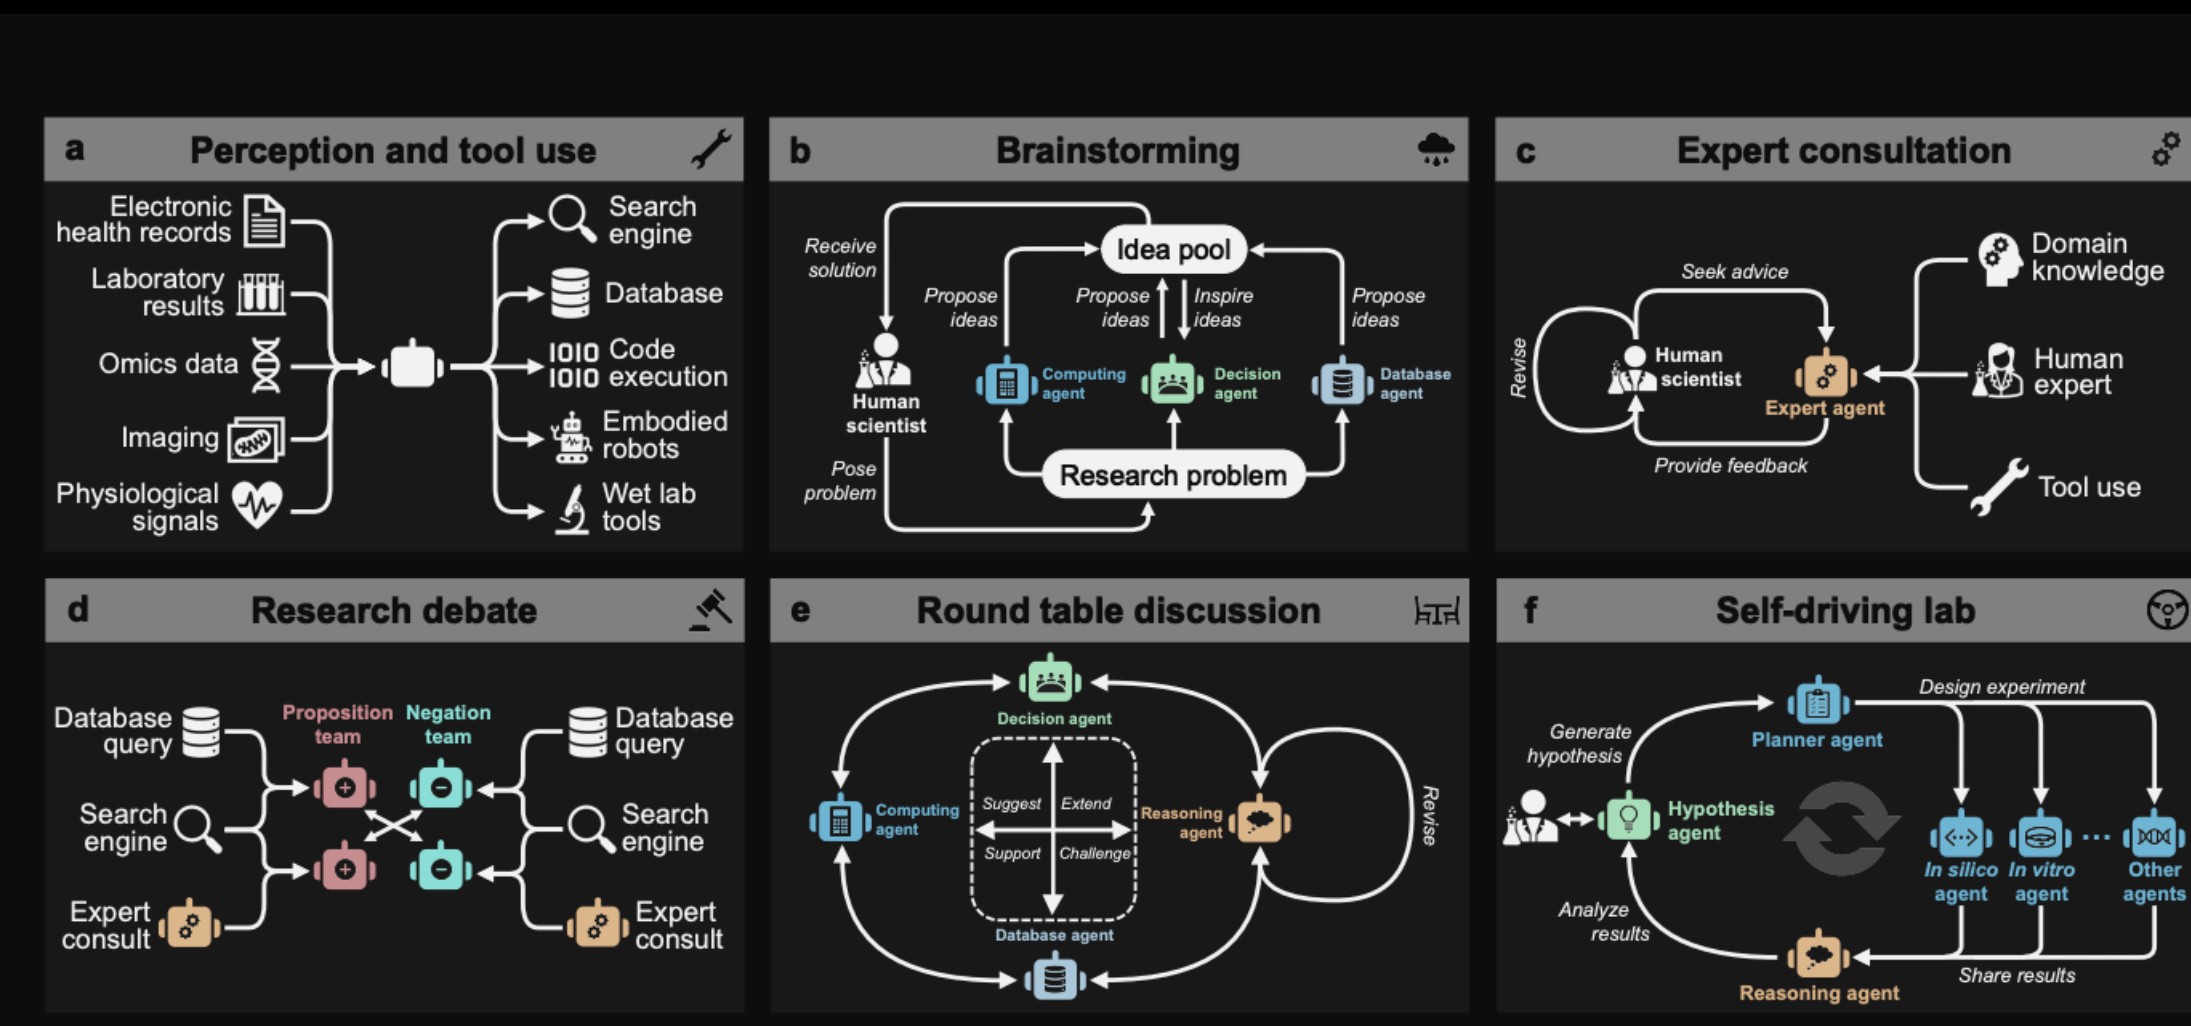 a Perception and tool use
Electronic
health records
Laboratory
results
Omics data
Imaging
Physiological
signals
Search
engine
Database
1010
1010
Code
execution
Embodied
robots
Wet lab
tools
b Brainstorming
Receive
solution
Idea pool
Propose
ideas
Propose
ideas
Inspire
ideas
Propose
ideas
Human
scientist
Computing
agent
Decision
agent
Database
agent
Pose
problem
Research problem
c Expert consultation
Seek advice
Revise
Human
scientist
Expert agent
Provide feedback
Domain
knowledge
Human
expert
Tool use
d Research debate
Database
query
Search
engine
Expert
consult
Proposition
team
Negation
team
+
−
+
−
Database
query
Search
engine
Expert
consult
e Round table discussion
Decision agent
Computing
agent
Suggest
Extend
Support
Challenge
Reasoning
agent
Revise
Database agent
f Self-driving lab
Generate
hypothesis
Planner agent
Design experiment
Hypothesis
agent
In silico
agent
In vitro
agent
...
Other
agents
Analyze
results
Reasoning agent
Share results